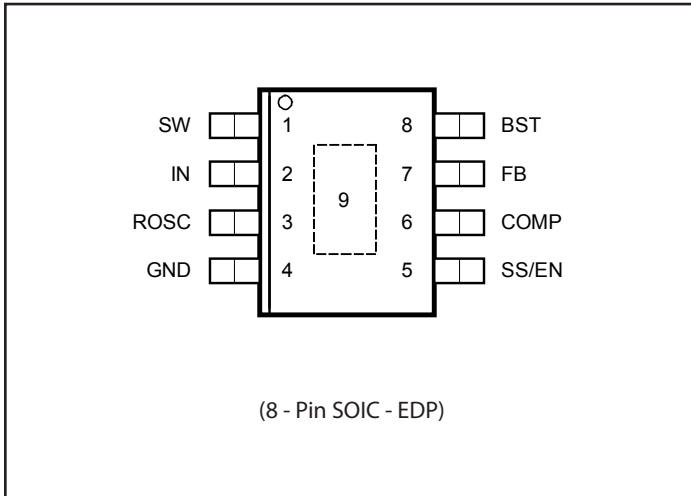 SW 1 8 BST
IN 2 7 FB
9
ROSC 3 6 COMP
GND 4 5 SS/EN
(8 - Pin SOIC - EDP)